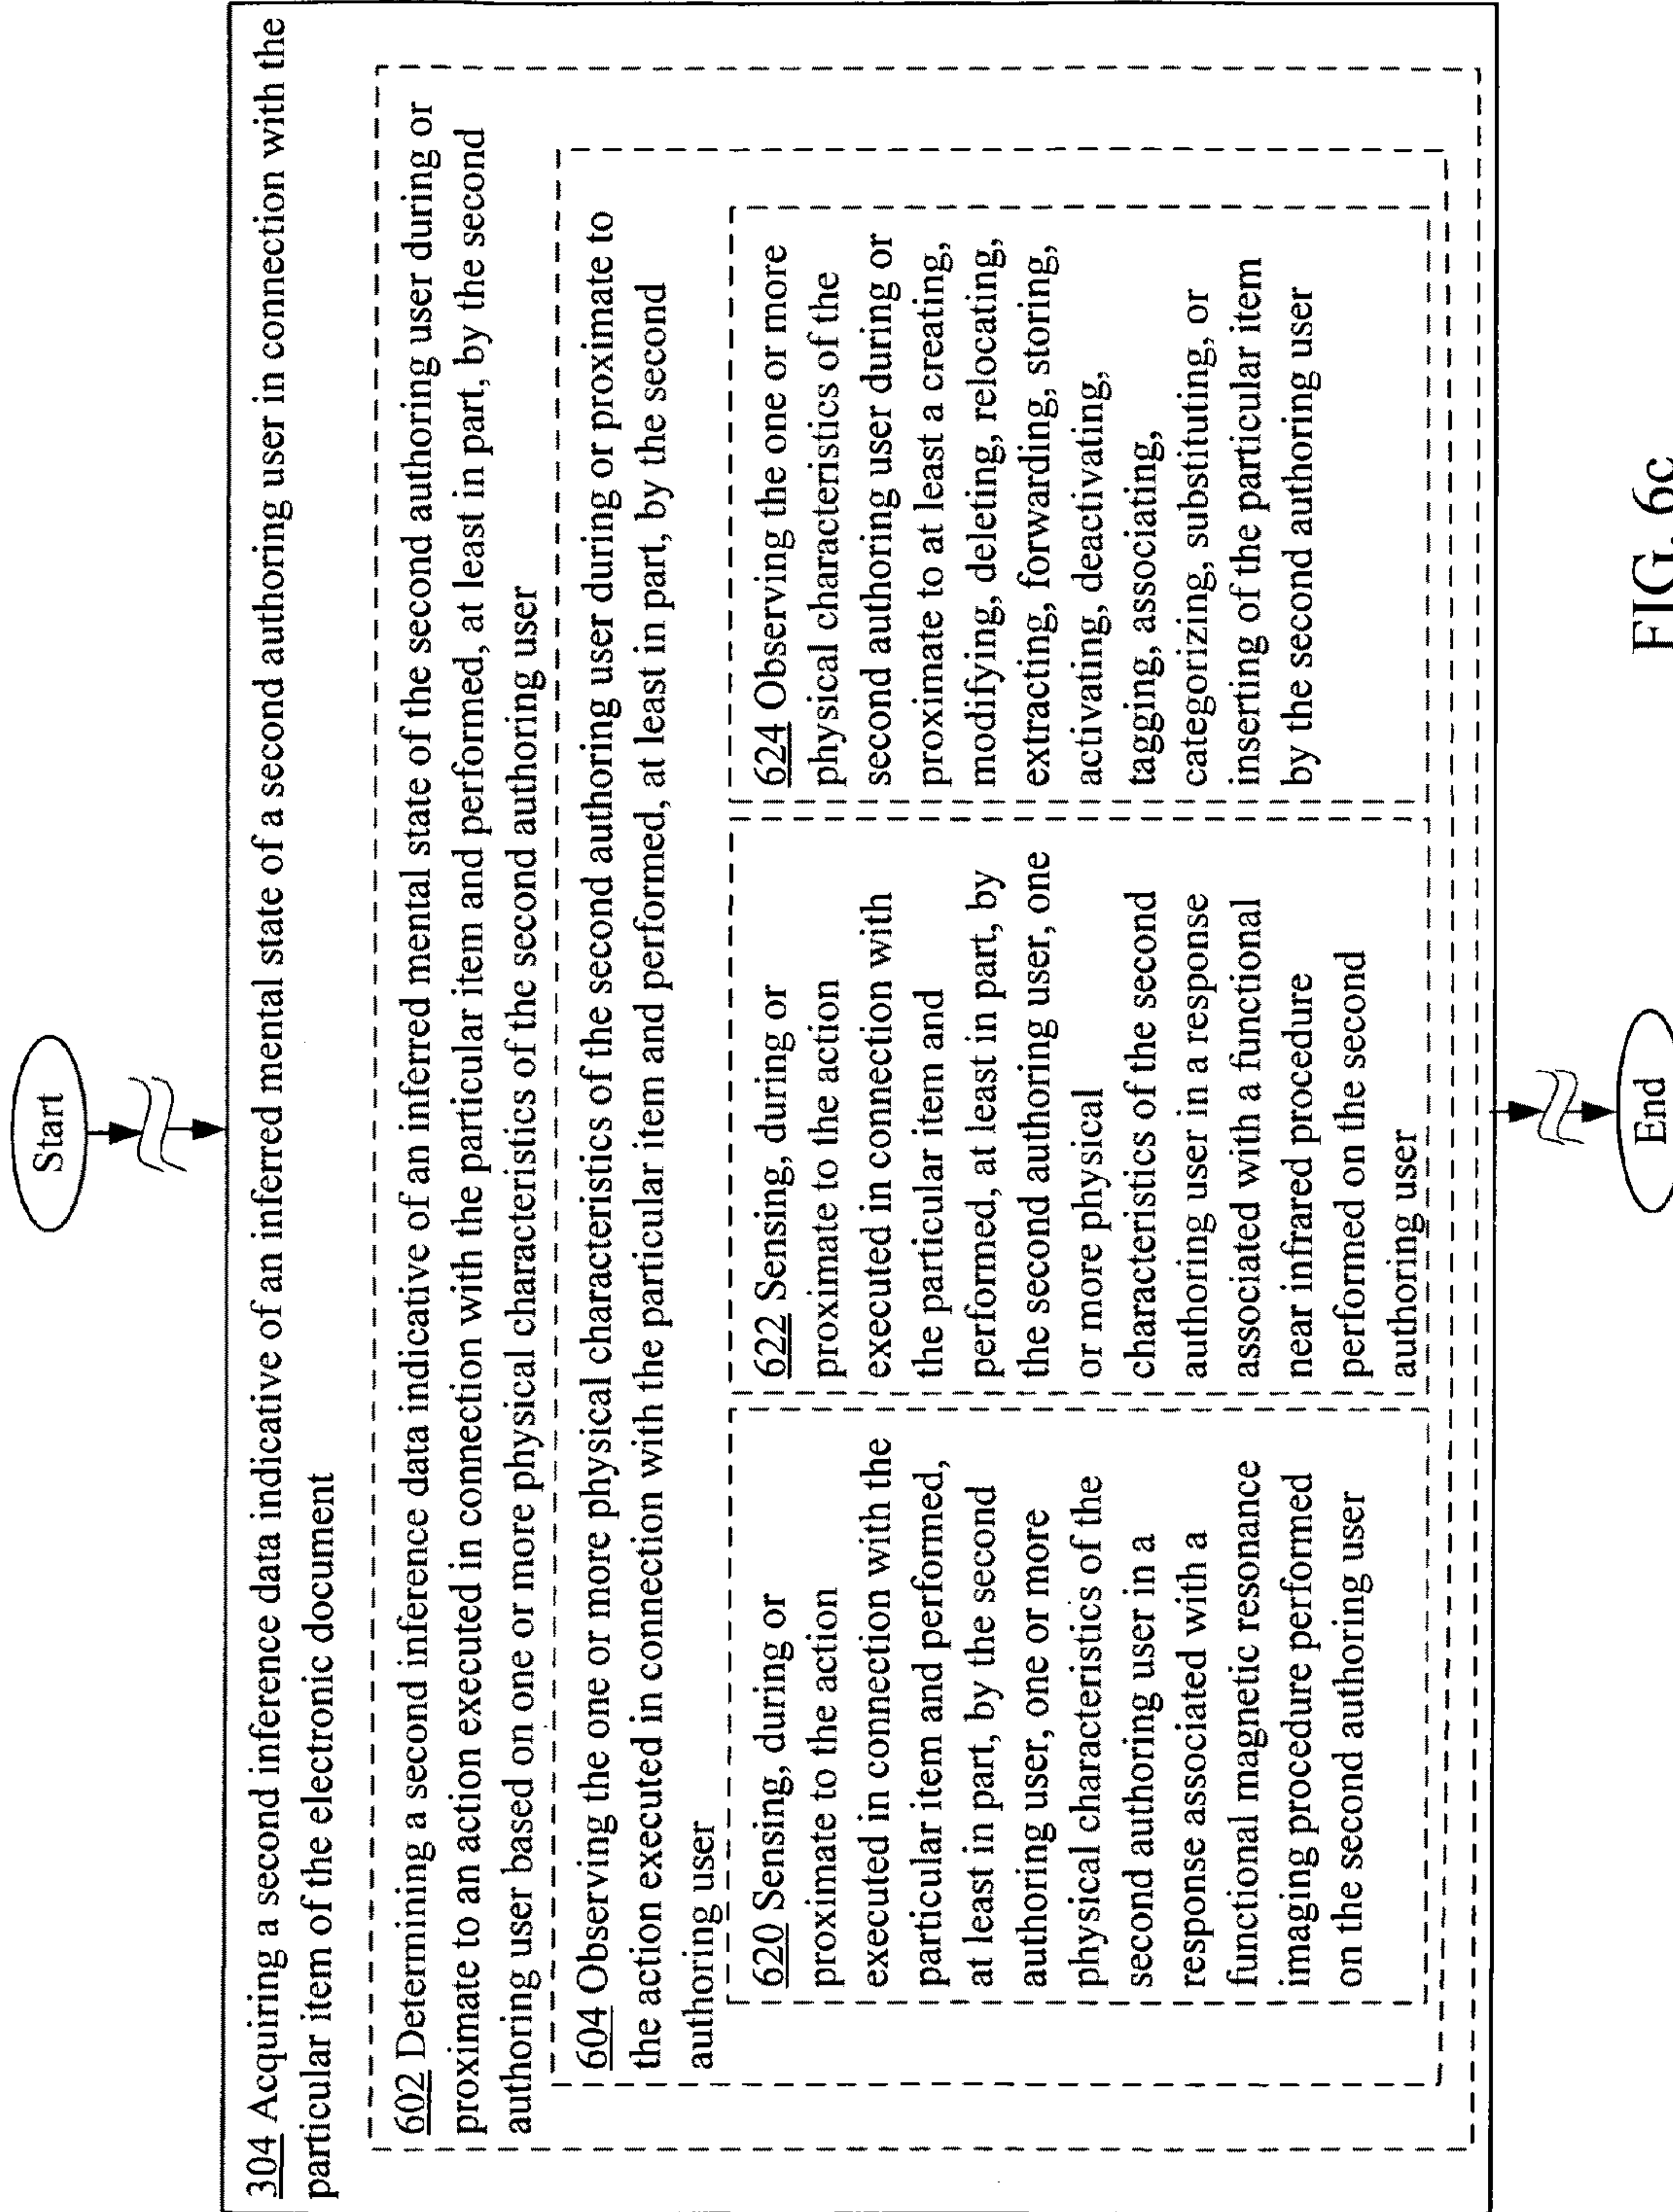 Start
304 Acquiring a second inference data indicative of an inferred mental state of a second authoring user in connection with the
particular item of the electronic document
602 Determining a second inference data indicative of an inferred mental state of the second authoring user during or
proximate to an action executed in connection with the particular item and performed, at least in part, by the second
authoring user based on one or more physical characteristics of the second authoring user
604 Observing the one or more physical characteristics of the second authoring user during or proximate to
the action executed in connection with the particular item and performed, at least in part, by the second
authoring user
620 Sensing, during or
proximate to the action
executed in connection with the
particular item and performed,
at least in part, by the second
authoring user, one or more
physical characteristics of the
second authoring user in a
response associated with a
functional magnetic resonance
imaging procedure performed
on the second authoring user
622 Sensing, during or
proximate to the action
executed in connection with
the particular item and
performed, at least in part, by
the second authoring user, one
or more physical
characteristics of the second
authoring user in a response
associated with a functional
near infrared procedure
performed on the second
authoring user
624 Observing the one or more
physical characteristics of the
second authoring user during or
proximate to at least a creating,
modifying, deleting, relocating,
extracting, forwarding, storing,
activating, deactivating,
tagging, associating,
categorizing, substituting, or
inserting of the particular item
by the second authoring user
End
FIG. 6c